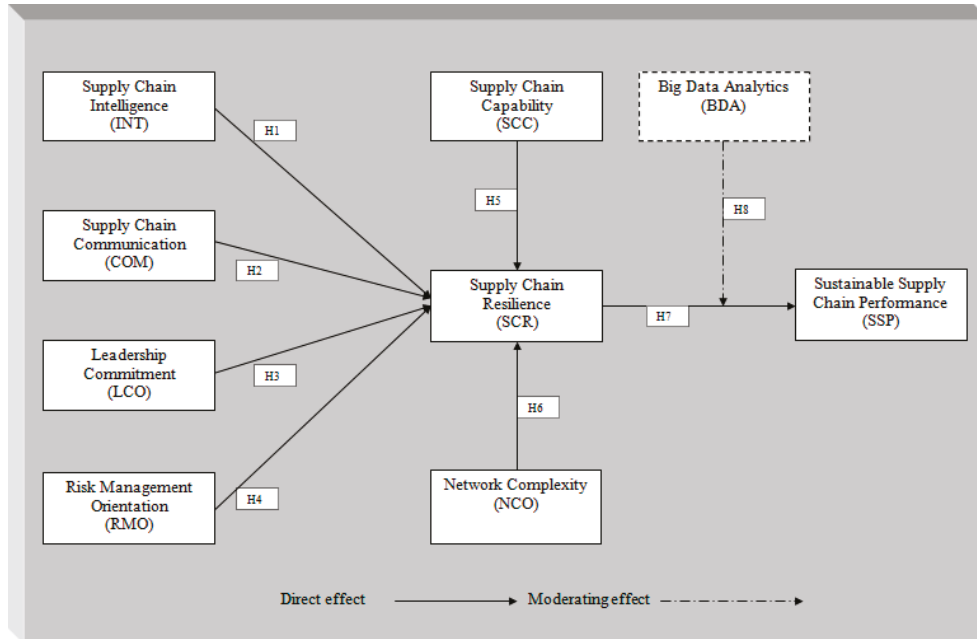 Supply Chain
Intelligence
(INT)
H1
Supply Chain
Communication
(COM)
H2
Leadership
Commitment
(LCO)
H3
Risk Management
Orientation
(RMO)
H4
Supply Chain
Capability
(SCC)
H5
Supply Chain
Resilience
(SCR)
H6
Network Complexity
(NCO)
Big Data Analytics
(BDA)
H8
H7
Sustainable Supply
Chain Performance
(SSP)
Direct effect
Moderating effect